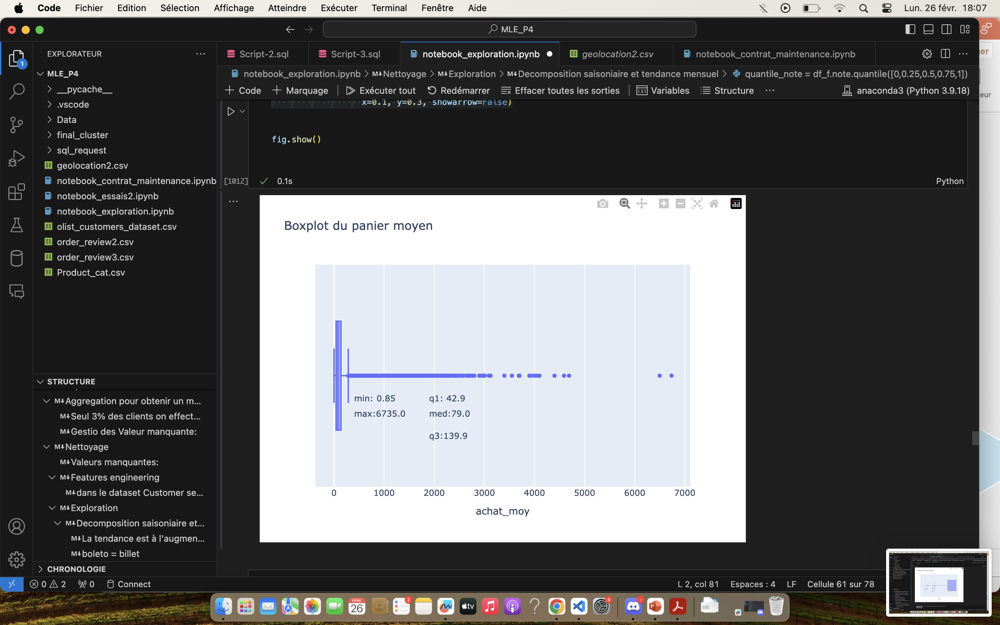 Code Fichier Edition Sélection Affichage Atteindre Exécuter Terminal Fenêtre Aide Lun. 26 févr. 18:07
MLE_P4
EXPLORATEUR
Script-2.sql Script-3.sql notebook_exploration.ipynb geolocation2.csv notebook_contrat_maintenance.ipynb
notebook_exploration.ipynb > M↓Nettoyage > M↓Exploration > M↓Decomposition saisoniaire et tendance mensuel > quantile_note = df_f.note.quantile([0,0.25,0.5,0.75,1])
+ Code + Marquage Exécuter tout Redémarrer Effacer toutes les sorties Variables Structure ... anaconda3 (Python 3.9.18)
1
MLE_P4
__pycache__
.vscode
Data
final_cluster
sql_request
geolocation2.csv
notebook_contrat_maintenance.ipynb
notebook_essais2.ipynb
notebook_exploration.ipynb
olist_customers_dataset.csv
order_review2.csv
order_review3.csv
Product_cat.csv
x=0.1, y=0.3, showarrow=False)
fig.show()
[1012] 0.1s Python
Boxplot du panier moyen
min: 0.85 q1: 42.9
max:6735.0 med:79.0
q3:139.9
0 1000 2000 3000 4000 5000 6000 7000
achat_moy
STRUCTURE
M↓Aggregation pour obtenir un m...
M↓Seul 3% des clients on effect...
M↓Gestio des Valeur manquante:
M↓Nettoyage
M↓Valeurs manquantes:
M↓Features engineering
M↓dans le dataset Customer se...
M↓Exploration
M↓Decomposition saisoniaire et...
M↓La tendance est à l'augmen...
M↓boleto = billet
CHRONOLOGIE
0 2 0 Connect L 2, col 81 Espaces : 4 LF Cellule 61 sur 78
FÉVR.
26
2
tv
4